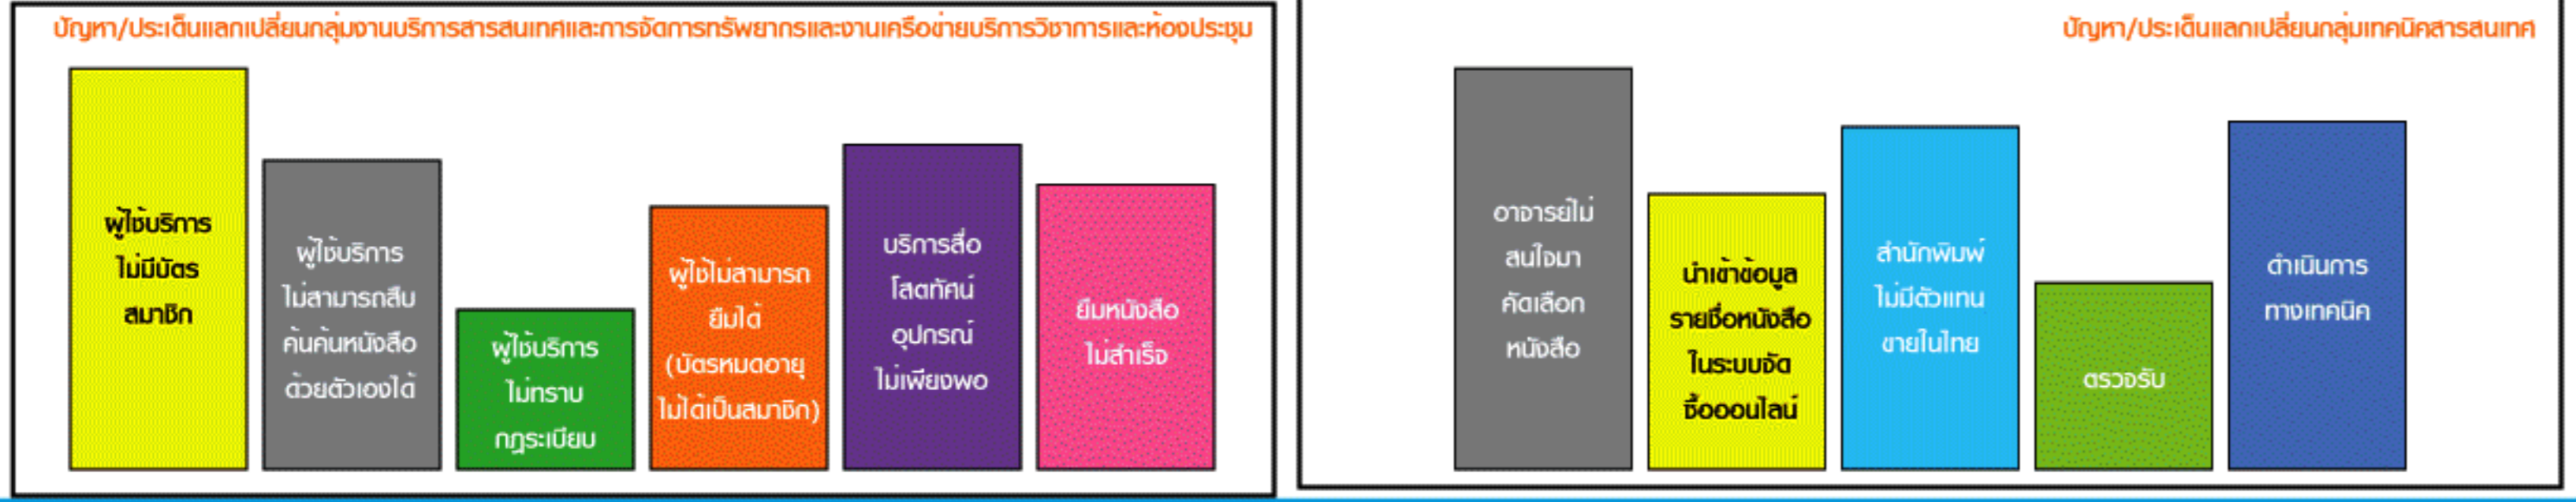 ปัญหา/ประเด็นแลกเปลี่ยนกลุ่มงานบริการสารสนเทศและการจัดการทรัพยากรและงานเครือข่ายบริการวิชาการและห้องประชุม
ผู้ใช้บริการ
ไม่มีบัตร
สมาชิก
ผู้ใช้บริการ
ไม่สามารถสืบ
ค้นค้นหนังสือ
ด้วยตัวเองได้
ผู้ใช้บริการ
ไม่ทราบ
กฎระเบียบ
ผู้ใช้ไม่สามารถ
ยืมได้
(บัตรหมดอายุ
ไม่ได้เป็นสมาชิก)
บริการสื่อ
โสตทัศน์
อุปกรณ์
ไม่เพียงพอ
ยืมหนังสือ
ไม่สำเร็จ
ปัญหา/ประเด็นแลกเปลี่ยนกลุ่มเทคนิคสารสนเทศ
อาจารย์ไม่
สนใจมา
คัดเลือก
หนังสือ
นำเข้าข้อมูล
รายชื่อหนังสือ
ในระบบจัด
ซื้อออนไลน์
สำนักพิมพ์
ไม่มีตัวแทน
ขายในไทย
ตรวจรับ
ดำเนินการ
ทางเทคนิค